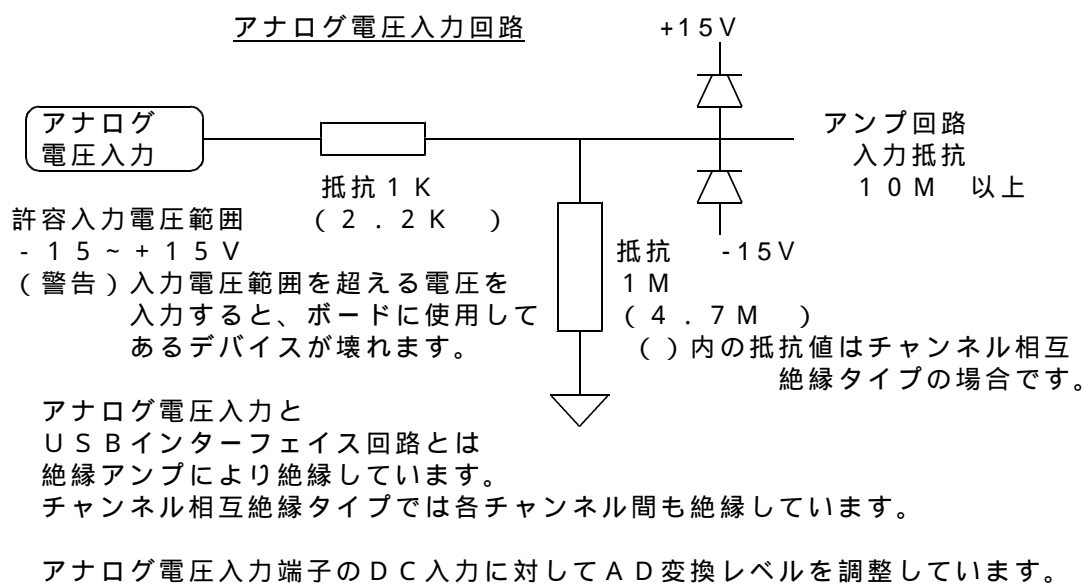 アナログ電圧入力回路
+15V
アナログ
電圧入力
アンプ回路
入力抵抗
10M 以上
抵抗1K
(2.2K )
許容入力電圧範囲
-15~+15V
(警告)入力電圧範囲を超える電圧を
入力すると、ボードに使用して
あるデバイスが壊れます。
抵抗
1M
(4.7M )
-15V
()内の抵抗値はチャンネル相互
絶縁タイプの場合です。
アナログ電圧入力と
USBインターフェイス回路とは
絶縁アンプにより絶縁しています。
チャンネル相互絶縁タイプでは各チャンネル間も絶縁しています。
アナログ電圧入力端子のDC入力に対してAD変換レベルを調整しています。